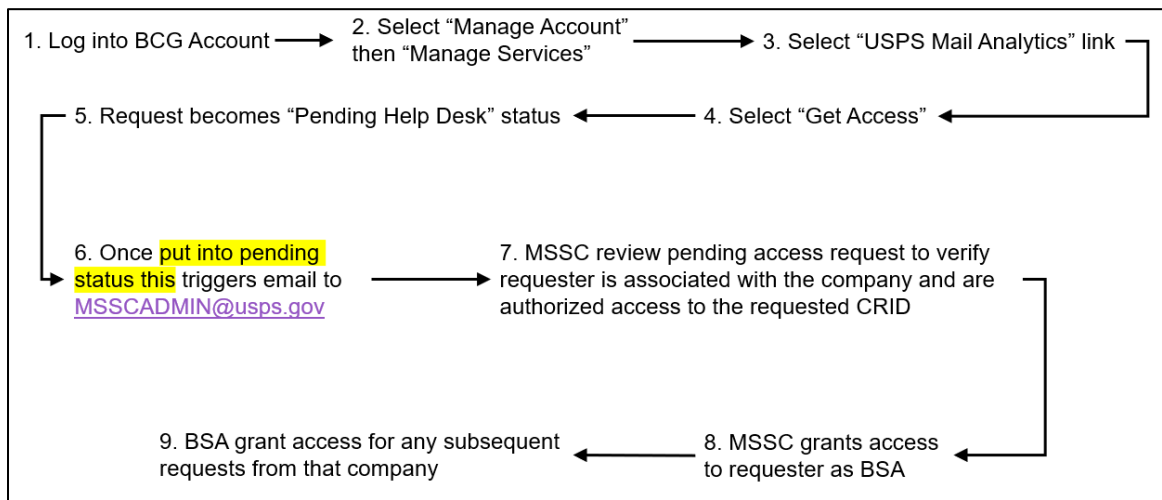 1. Log into BCG Account
2. Select “Manage Account”
then “Manage Services”
3. Select “USPS Mail Analytics” link
4. Select “Get Access”
5. Request becomes “Pending Help Desk” status
6. Once put into pending
status this triggers email to
MSSCADMIN@usps.gov
7. MSSC review pending access request to verify
requester is associated with the company and are
authorized access to the requested CRID
8. MSSC grants access
to requester as BSA
9. BSA grant access for any subsequent
requests from that company